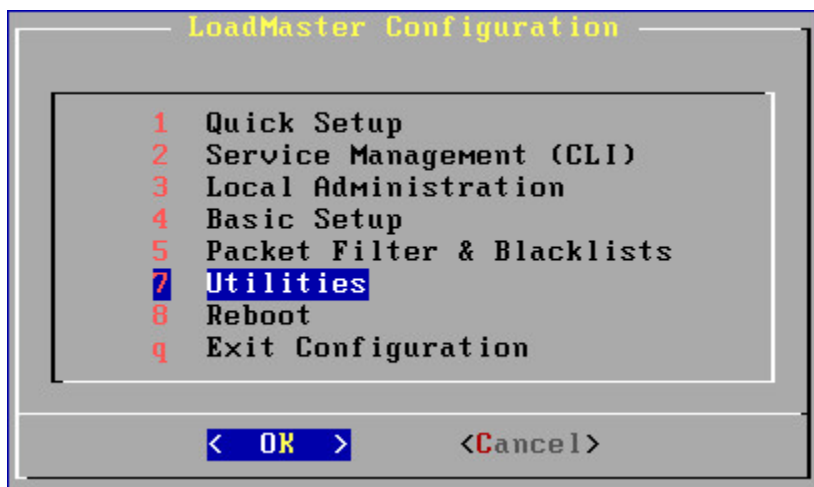 LoadMaster Configuration
1 Quick Setup
2 Service Management (CLI)
3 Local Administration
4 Basic Setup
5 Packet Filter & Blacklists
7 Utilities
8 Reboot
q Exit Configuration
< OK > <Cancel>